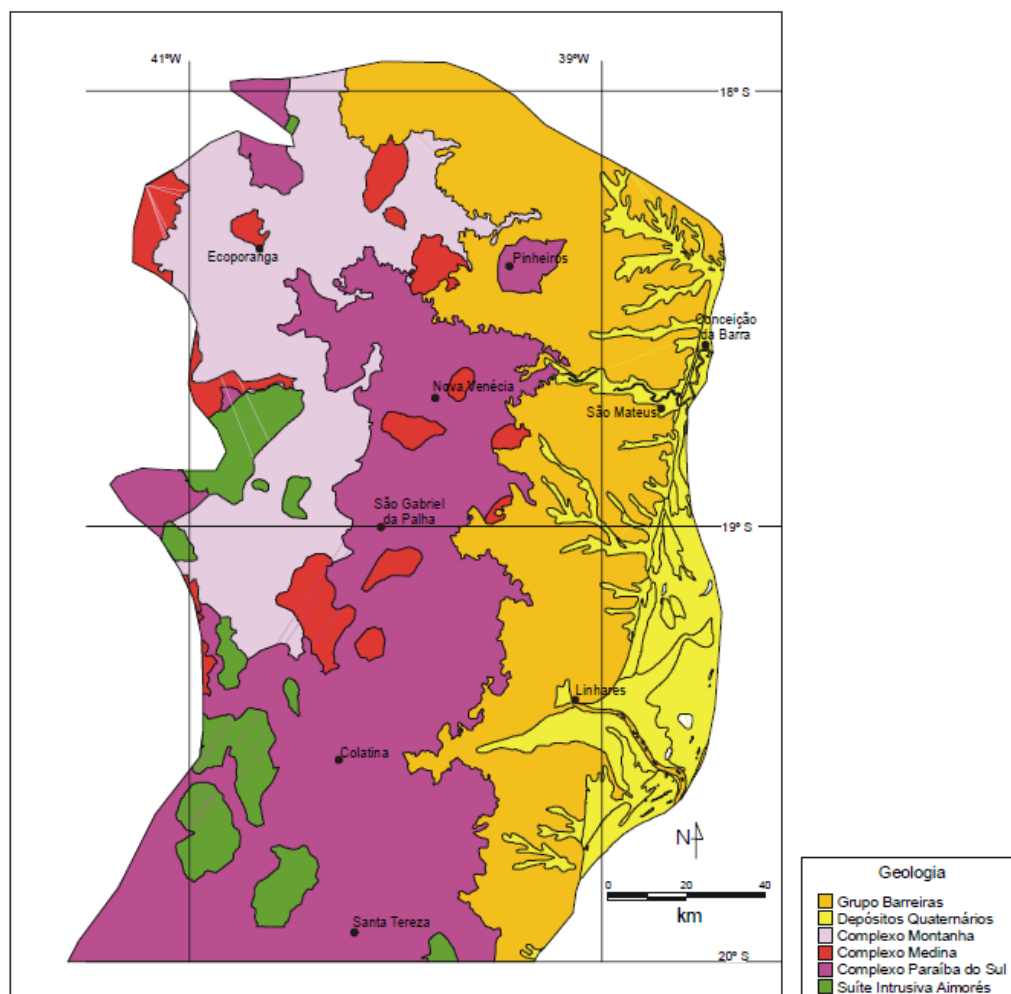 41ºW
39ºW
18º S
Ecoporanga
Pinheiros
Conceição
da Barra
Nova Venécia
São Mateus
São Gabriel
da Palha
19º S
Linhares
Colatina
N
0 20 40
km
Santa Tereza
20º S
Geologia
Grupo Barreiras
Depósitos Quaternários
Complexo Montanha
Complexo Medina
Complexo Paraíba do Sul
Suíte Intrusiva Aimorés